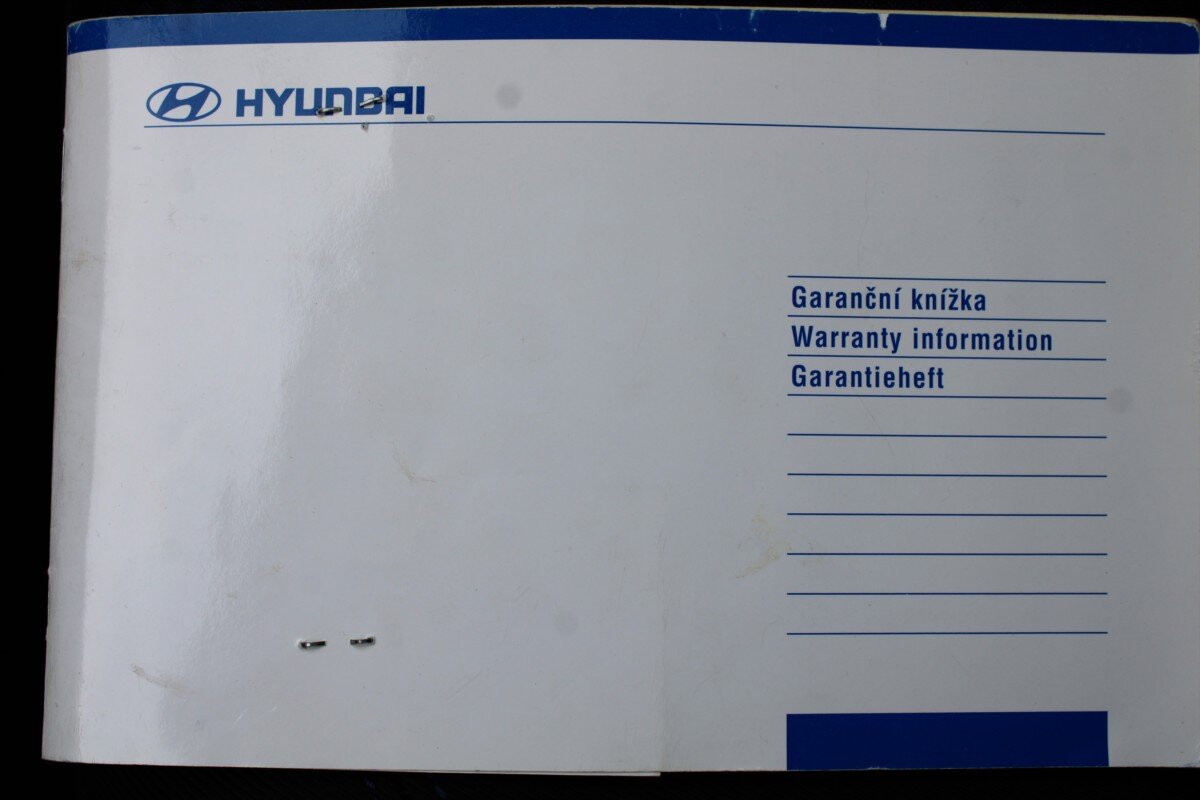 HYUNDAI
Garanční knížka
Warranty information
Garantieheft